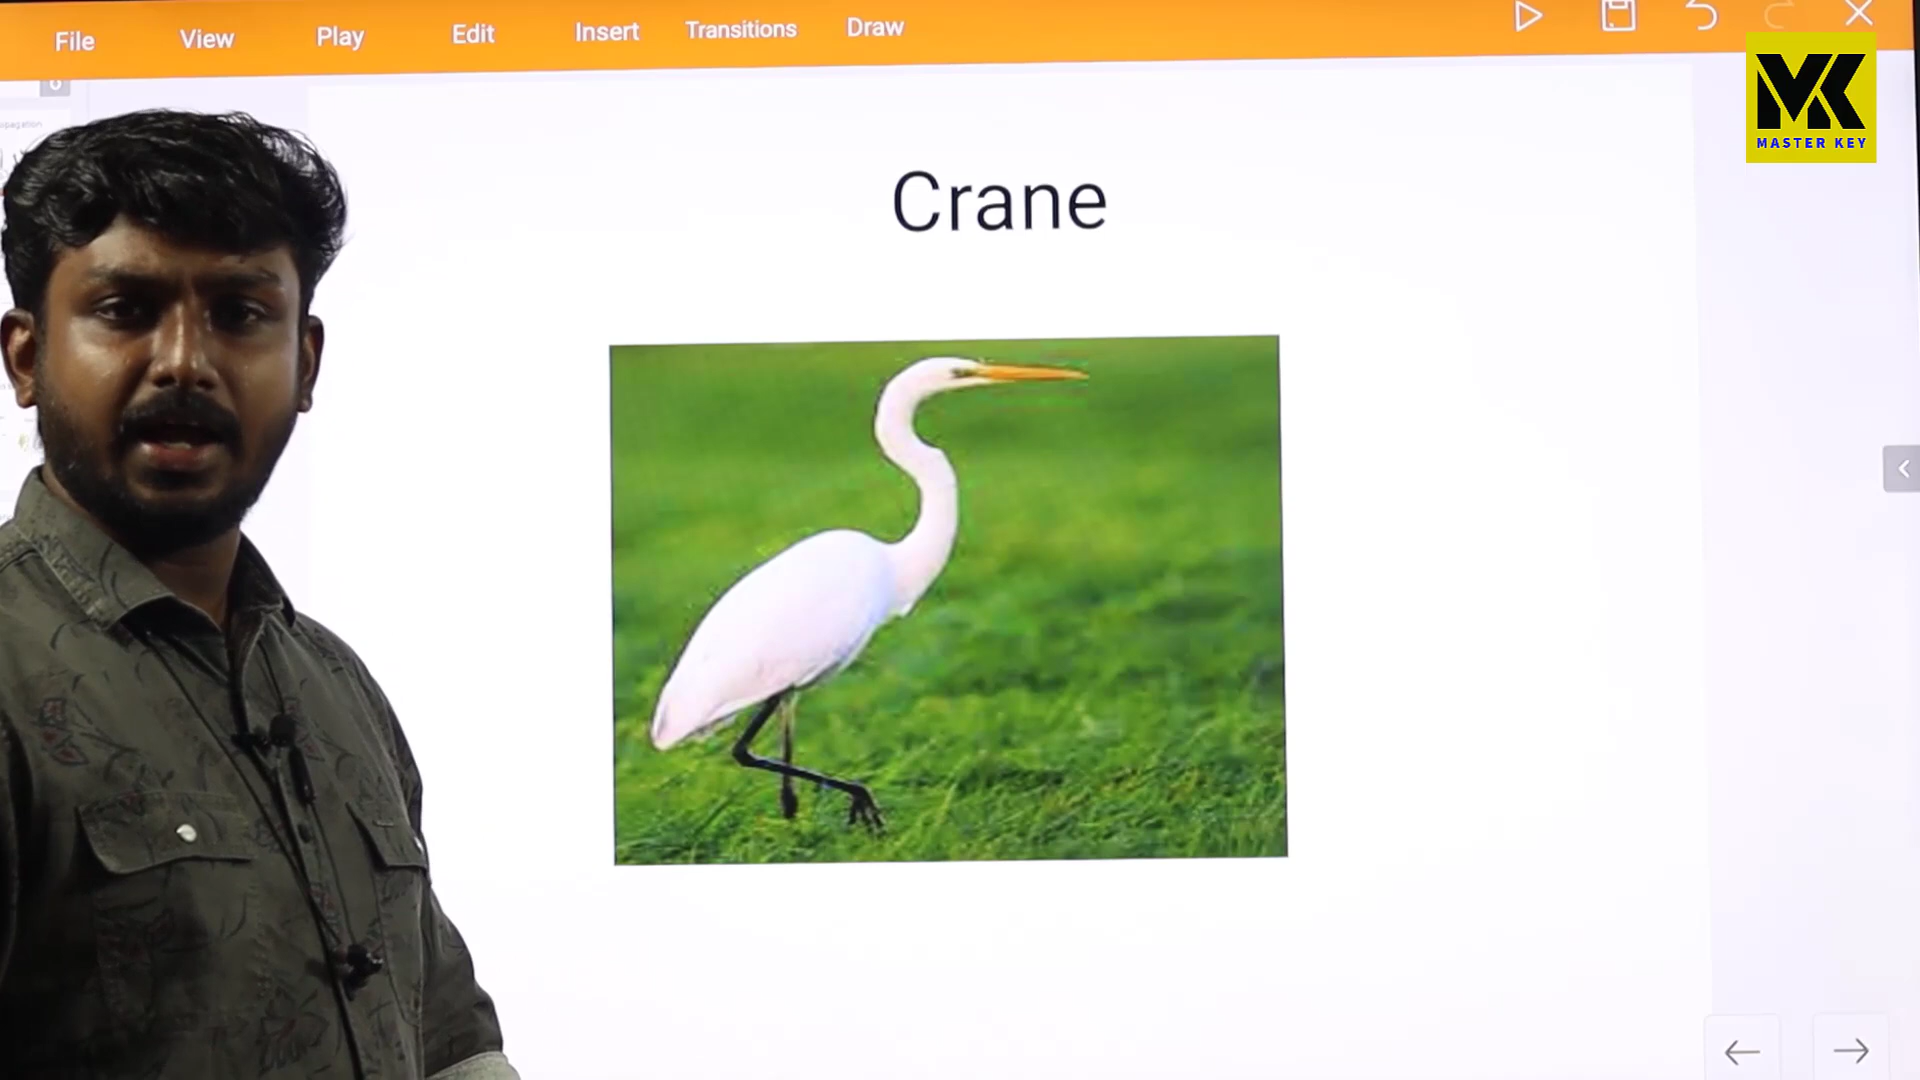 File View Play Edit Insert Transitions Draw
MK
MASTER KEY
Crane